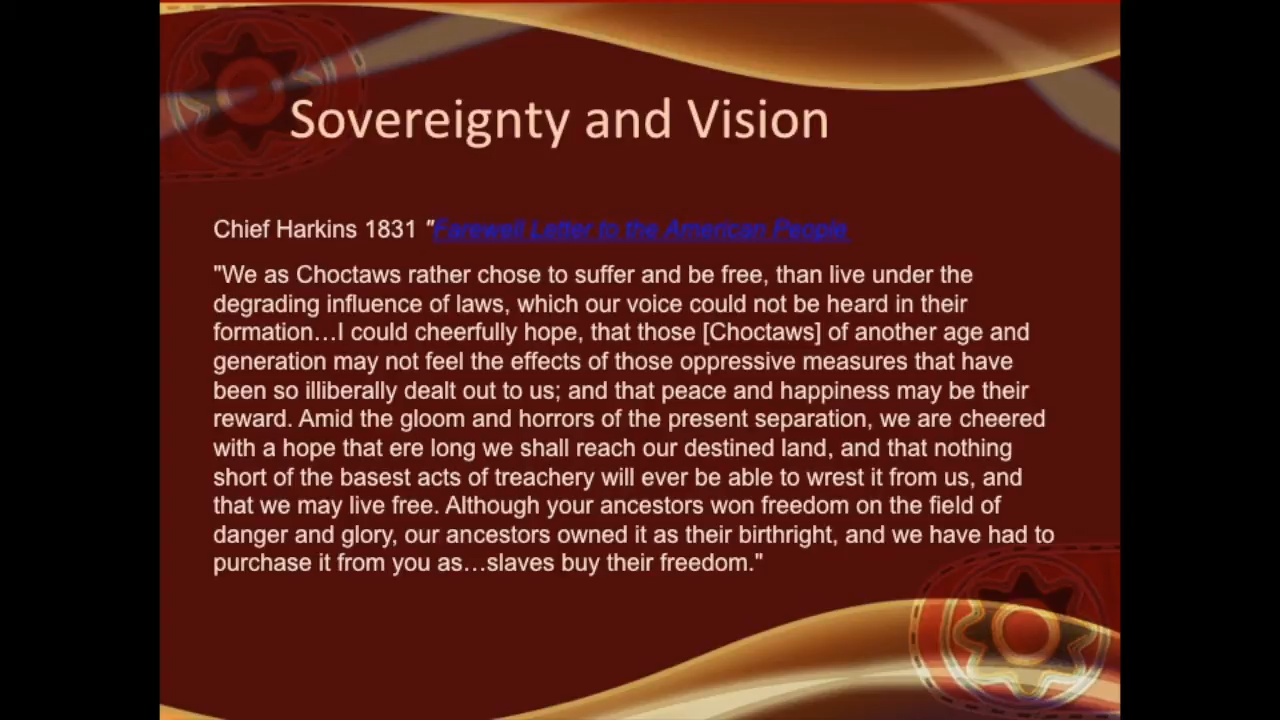 Sovereignty and Vision
Chief Harkins 1831 "Farewell Letter to the American People
"We as Choctaws rather chose to suffer and be free, than live under the
degrading influence of laws, which our voice could not be heard in their
formation…I could cheerfully hope, that those [Choctaws] of another age and
generation may not feel the effects of those oppressive measures that have
been so illiberally dealt out to us; and that peace and happiness may be their
reward. Amid the gloom and horrors of the present separation, we are cheered
with a hope that ere long we shall reach our destined land, and that nothing
short of the basest acts of treachery will ever be able to wrest it from us, and
that we may live free. Although your ancestors won freedom on the field of
danger and glory, our ancestors owned it as their birthright, and we have had to
purchase it from you as…slaves buy their freedom."